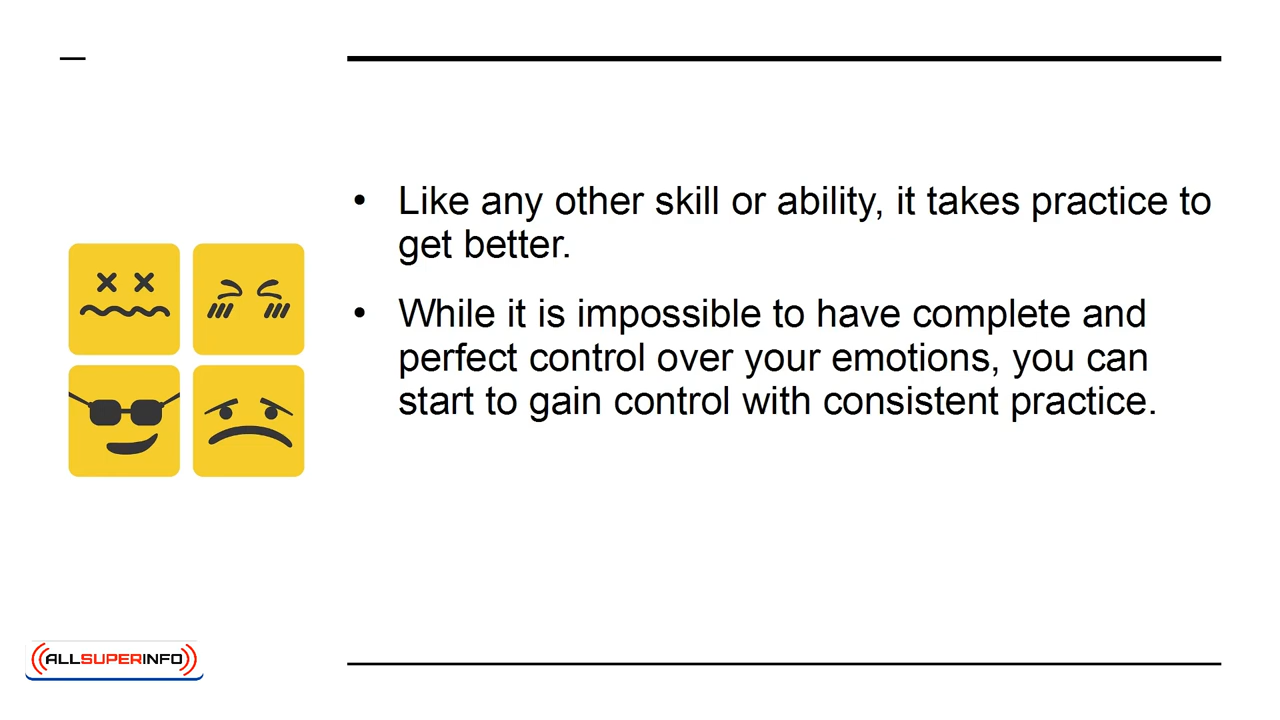 • Like any other skill or ability, it takes practice to
get better.
• While it is impossible to have complete and
perfect control over your emotions, you can
start to gain control with consistent practice.
ALLSUPERINFO